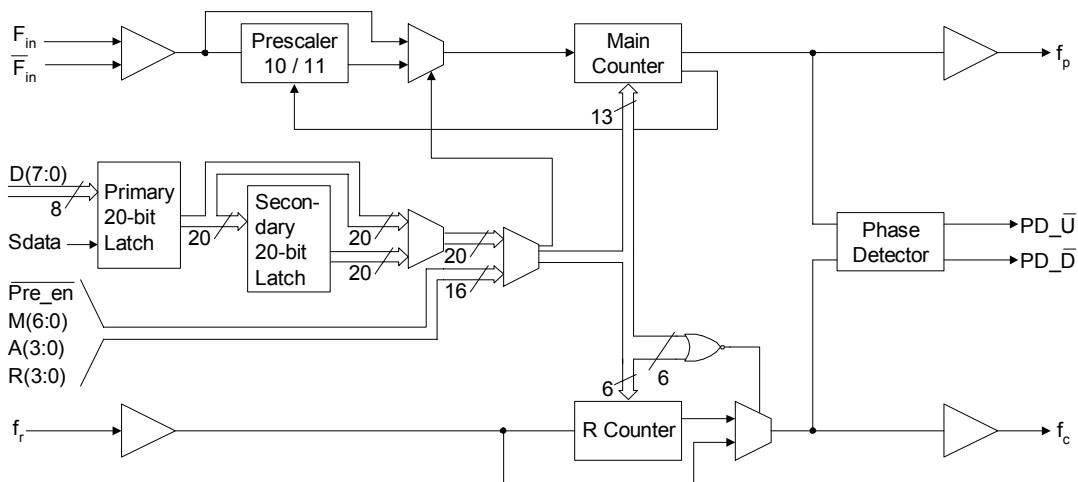 F_in
F̅_in
Prescaler
10 / 11
Main
Counter
f_p
13
D(7:0)
8
Sdata
Primary
20-bit
Latch
20
Secon-
dary
20-bit
Latch
20
20
20
16
P̅r̅e̅_en
M(6:0)
A(3:0)
R(3:0)
Phase
Detector
PD_U̅
PD_D̅
6
6
f_r
R Counter
f_c